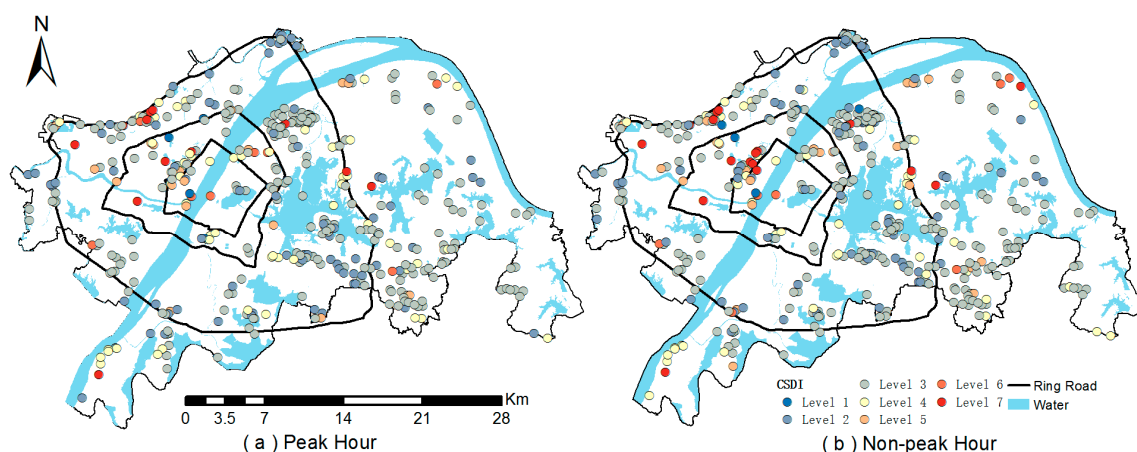 N
CSDI
Level 1
Level 2
Level 3
Level 4
Level 5
Level 6
Level 7
Ring Road
Water
Km
0 3.5 7 14 21 28
( a ) Peak Hour
( b ) Non-peak Hour